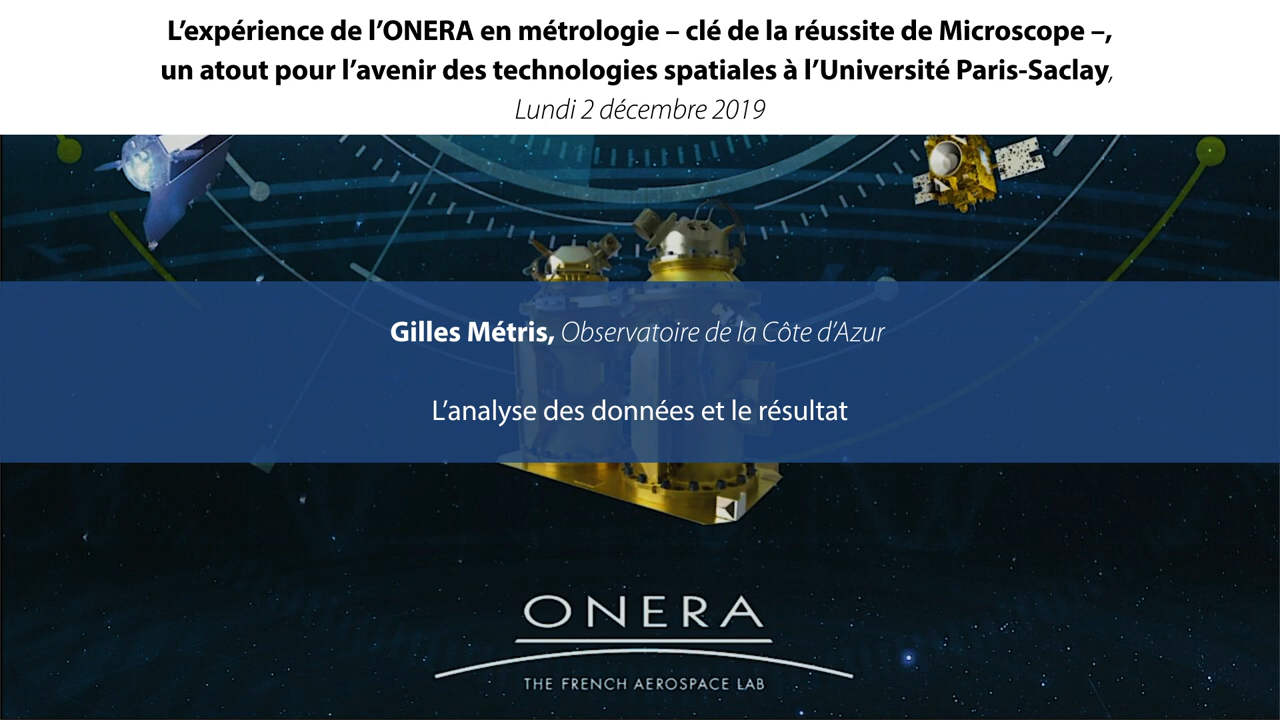 L’expérience de l’ONERA en métrologie – clé de la réussite de Microscope –,
un atout pour l’avenir des technologies spatiales à l’Université Paris-Saclay,
Lundi 2 décembre 2019
Gilles Métris, Observatoire de la Côte d’Azur
L’analyse des données et le résultat
ONERA
THE FRENCH AEROSPACE LAB